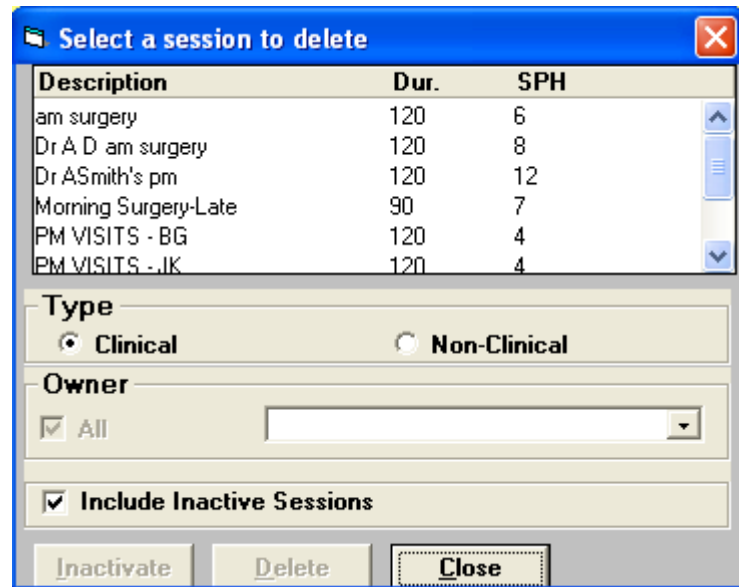 Select a session to delete
Description Dur. SPH
am surgery 120 6
Dr A D am surgery 120 8
Dr ASmith's pm 120 12
Morning Surgery-Late 90 7
PM VISITS - BG 120 4
PM VISITS - JK 120 4
Type
Clinical Non-Clinical
Owner
All
Include Inactive Sessions
Inactivate Delete Close